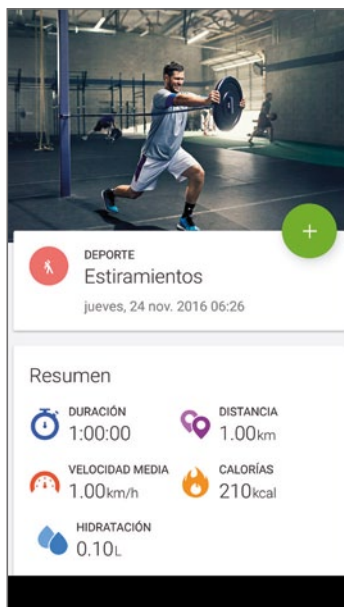 DEPORTE
Estiramientos
jueves, 24 nov. 2016 06:26
Resumen
DURACIÓN
1:00:00
DISTANCIA
1.00km
VELOCIDAD MEDIA
1.00km/h
CALORÍAS
210kcal
HIDRATACIÓN
0.10L